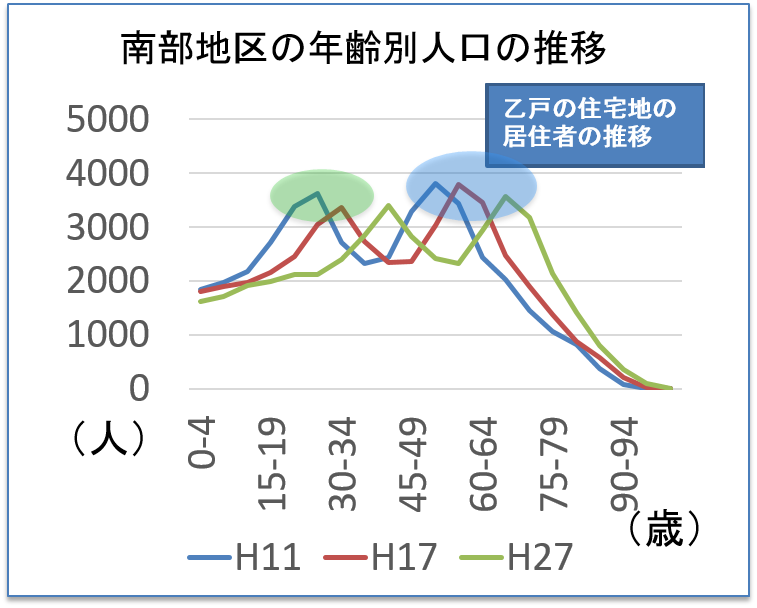 南部地区の年齢別人口の推移
乙戸の住宅地の
居住者の推移
5000
4000
3000
2000
1000
0
（人）
0-4
15-19
30-34
45-49
60-64
75-79
90-94
（歳）
H11 H17 H27